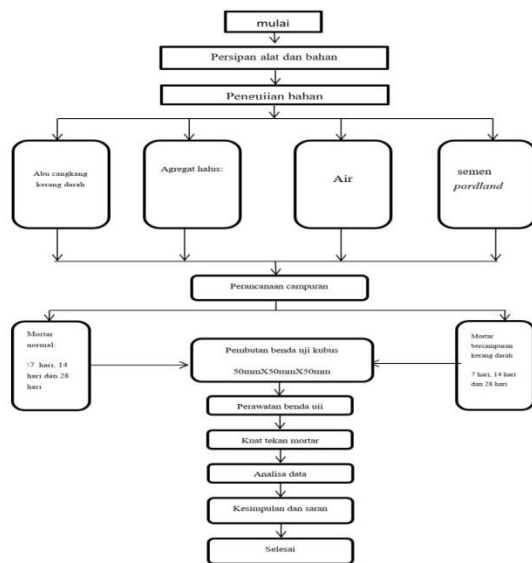 mulai
Persipan alat dan bahan
Pengujian bahan
Abu cangkang
kerang darah
Agregat halus:
Air
semen
pordland
Perancanaan campuran
Mortar
normal
\7 hari, 14
hari dan 28
hari
Pembutan benda uji kubus
50mmX50mmX50mm
Mortar
bercampuran
kerang darah
7 hari, 14 hari
dan 28 hari
Perawatan benda uji
Kuat tekan mortar
Analisa data
Kesimpulan dan saran
Selesai